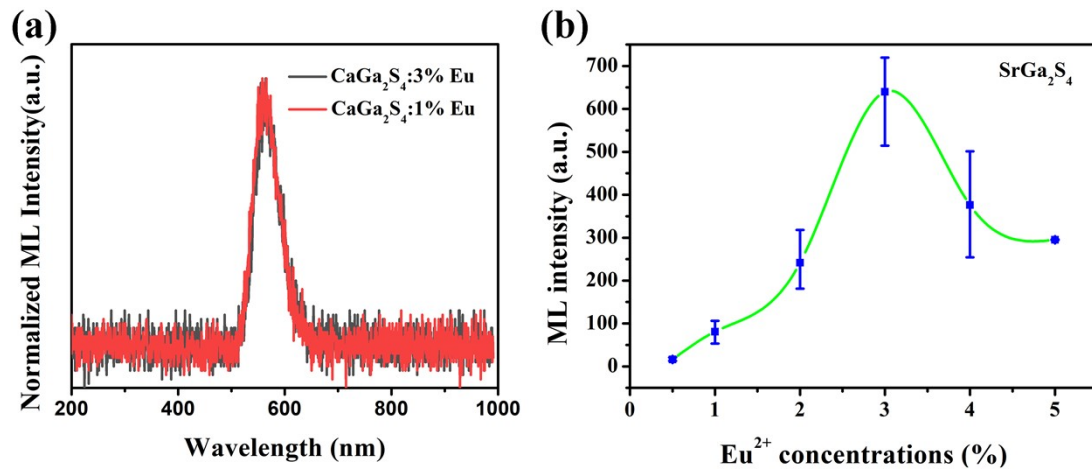 (a)
Normalized ML Intensity(a.u.)
CaGa₂S₄:3% Eu
CaGa₂S₄:1% Eu
200 400 600 800 1000
Wavelength (nm)
(b)
ML intensity (a.u.)
700
600
500
400
300
200
100
0
SrGa₂S₄
0 1 2 3 4 5
Eu²⁺ concentrations (%)